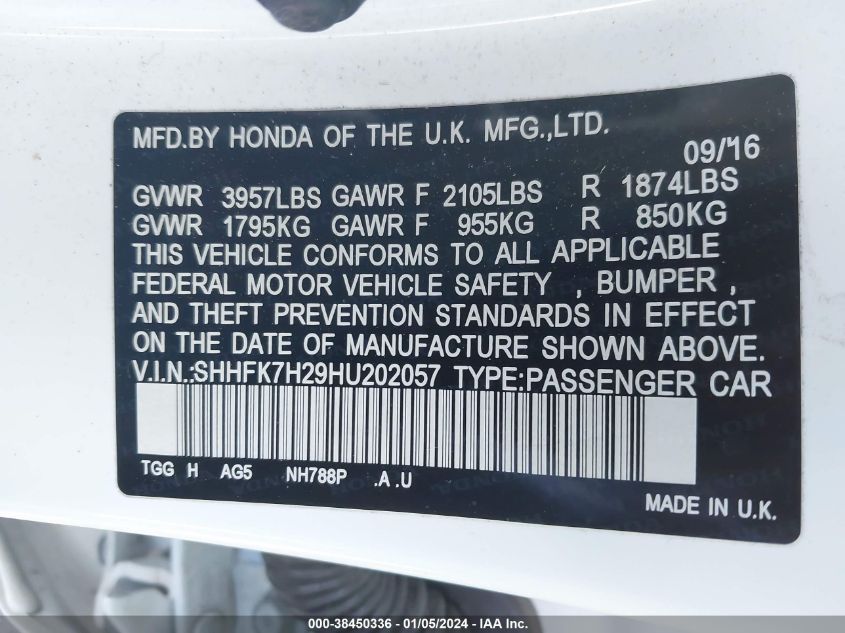 MFD.BY HONDA OF THE U.K. MFG.,LTD.
09/16
GVWR 3957LBS GAWR F 2105LBS R 1874LBS
GVWR 1795KG GAWR F 955KG R 850KG
THIS VEHICLE CONFORMS TO ALL APPLICABLE
FEDERAL MOTOR VEHICLE SAFETY , BUMPER ,
AND THEFT PREVENTION STANDARDS IN EFFECT
ON THE DATE OF MANUFACTURE SHOWN ABOVE.
V.I.N.:SHHFK7H29HU202057 TYPE:PASSENGER CAR
TGG H AG5 NH788P .A .U
MADE IN U.K.
000-38450336 - 01/05/2024 - IAA Inc.